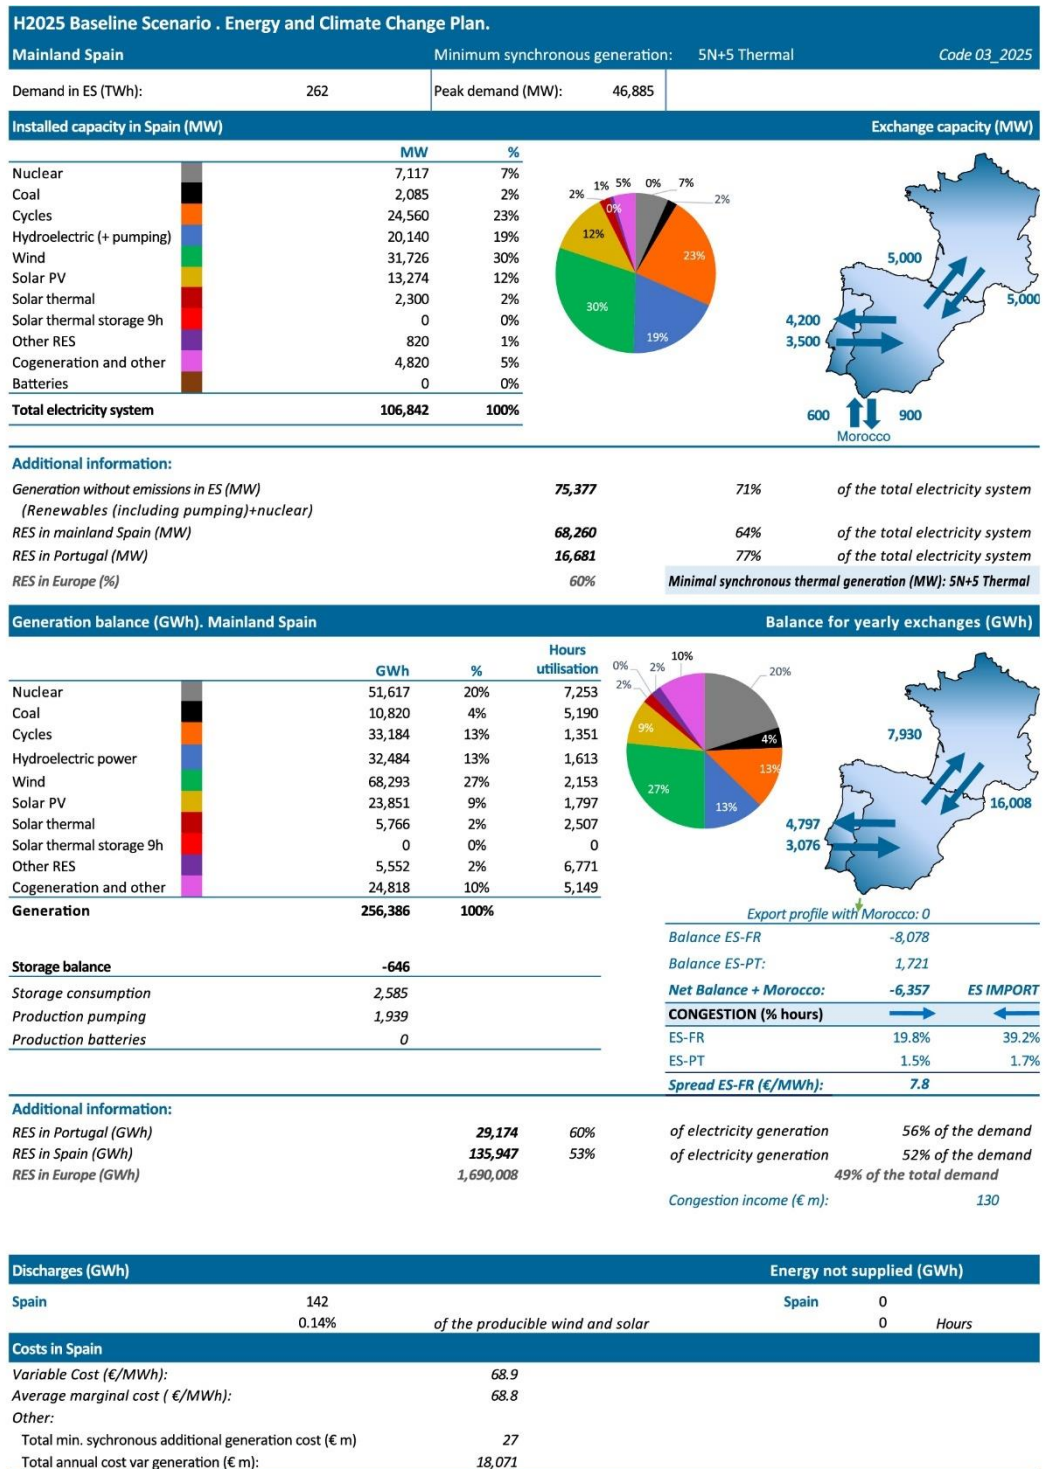 H2025 Baseline Scenario . Energy and Climate Change Plan.
Mainland Spain Minimum synchronous generation: 5N+5 Thermal Code 03_2025
Demand in ES (TWh): 262 Peak demand (MW): 46,885
Installed capacity in Spain (MW) Exchange capacity (MW)
MW %
Nuclear 7,117 7%
Coal 2,085 2%
Cycles 24,560 23%
Hydroelectric (+ pumping) 20,140 19%
Wind 31,726 30%
Solar PV 13,274 12%
Solar thermal 2,300 2%
Solar thermal storage 9h 0 0%
Other RES 820 1%
Cogeneration and other 4,820 5%
Batteries 0 0%
Total electricity system 106,842 100%
2% 1% 5% 0% 7% 2%
0%
12% 23%
30% 19%
5,000
5,000
4,200
3,500
600 900
Morocco
Additional information:
Generation without emissions in ES (MW) 75,377 71% of the total electricity system
(Renewables (including pumping)+nuclear)
RES in mainland Spain (MW) 68,260 64% of the total electricity system
RES in Portugal (MW) 16,681 77% of the total electricity system
RES in Europe (%) 60% Minimal synchronous thermal generation (MW): 5N+5 Thermal
Generation balance (GWh). Mainland Spain Balance for yearly exchanges (GWh)
Hours
GWh % utilisation
Nuclear 51,617 20% 7,253
Coal 10,820 4% 5,190
Cycles 33,184 13% 1,351
Hydroelectric power 32,484 13% 1,613
Wind 68,293 27% 2,153
Solar PV 23,851 9% 1,797
Solar thermal 5,766 2% 2,507
Solar thermal storage 9h 0 0% 0
Other RES 5,552 2% 6,771
Cogeneration and other 24,818 10% 5,149
Generation 256,386 100%
10%
0% 2% 20%
2%
9% 4%
13%
27% 13%
7,930
16,008
4,797
3,076
Export profile with Morocco: 0
Balance ES-FR -8,078
Balance ES-PT: 1,721
Net Balance + Morocco: -6,357 ES IMPORT
CONGESTION (% hours)
ES-FR 19.8% 39.2%
ES-PT 1.5% 1.7%
Spread ES-FR (€/MWh): 7.8
Storage balance -646
Storage consumption 2,585
Production pumping 1,939
Production batteries 0
Additional information:
RES in Portugal (GWh) 29,174 60% of electricity generation 56% of the demand
RES in Spain (GWh) 135,947 53% of electricity generation 52% of the demand
RES in Europe (GWh) 1,690,008 49% of the total demand
Congestion income (€ m): 130
Discharges (GWh) Energy not supplied (GWh)
Spain 142 Spain 0
0.14% of the producible wind and solar 0 Hours
Costs in Spain
Variable Cost (€/MWh): 68.9
Average marginal cost ( €/MWh): 68.8
Other:
Total min. sychronous additional generation cost (€ m) 27
Total annual cost var generation (€ m): 18,071